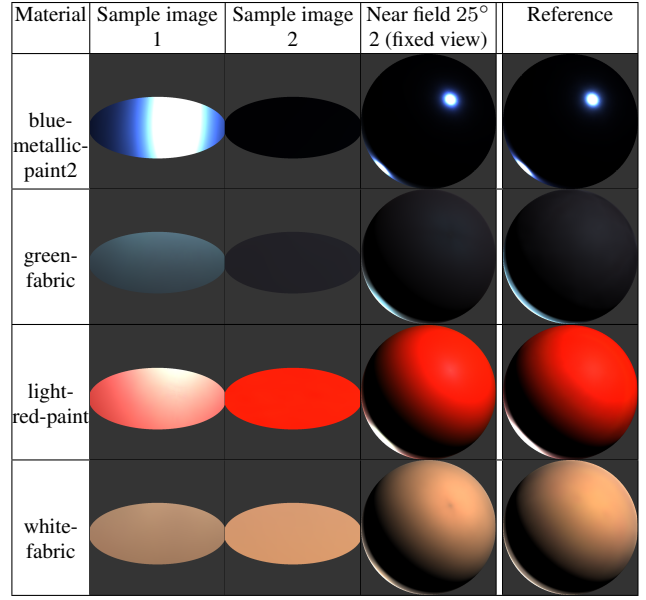 Material
Sample image
1
Sample image
2
Near field 25°
2 (fixed view)
Reference
blue-
metallic-
paint2
green-
fabric
light-
red-paint
white-
fabric